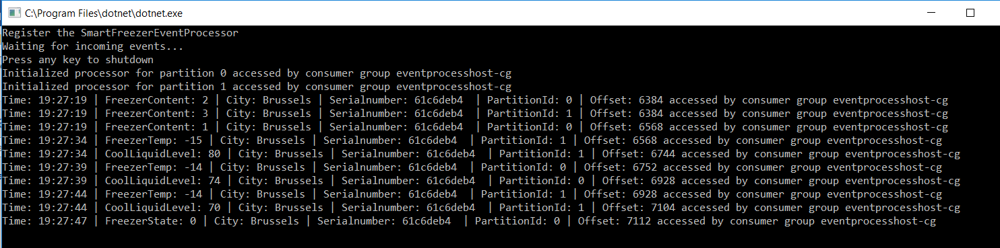 C:\Program Files\dotnet\dotnet.exe
Register the SmartFreezerEventProcessor
Waiting for incoming events...
Press any key to shutdown
Initialized processor for partition 0 accessed by consumer group eventprocesshost-cg
Initialized processor for partition 1 accessed by consumer group eventprocesshost-cg
Time: 19:27:19 | FreezerContent: 2 | City: Brussels | Serialnumber: 61c6deb4  | PartitionId: 0 | Offset: 6384 accessed by consumer group eventprocesshost-cg
Time: 19:27:19 | FreezerContent: 3 | City: Brussels | Serialnumber: 61c6deb4  | PartitionId: 1 | Offset: 6384 accessed by consumer group eventprocesshost-cg
Time: 19:27:19 | FreezerContent: 1 | City: Brussels | Serialnumber: 61c6deb4  | PartitionId: 0 | Offset: 6568 accessed by consumer group eventprocesshost-cg
Time: 19:27:34 | FreezerTemp: -15 | City: Brussels | Serialnumber: 61c6deb4  | PartitionId: 1 | Offset: 6568 accessed by consumer group eventprocesshost-cg
Time: 19:27:34 | CoolLiquidLevel: 80 | City: Brussels | Serialnumber: 61c6deb4  | PartitionId: 1 | Offset: 6744 accessed by consumer group eventprocesshost-cg
Time: 19:27:39 | FreezerTemp: -14 | City: Brussels | Serialnumber: 61c6deb4  | PartitionId: 0 | Offset: 6752 accessed by consumer group eventprocesshost-cg
Time: 19:27:39 | CoolLiquidLevel: 74 | City: Brussels | Serialnumber: 61c6deb4  | PartitionId: 0 | Offset: 6928 accessed by consumer group eventprocesshost-cg
Time: 19:27:44 | FreezerTemp: -14 | City: Brussels | Serialnumber: 61c6deb4  | PartitionId: 1 | Offset: 6928 accessed by consumer group eventprocesshost-cg
Time: 19:27:44 | CoolLiquidLevel: 70 | City: Brussels | Serialnumber: 61c6deb4  | PartitionId: 1 | Offset: 7104 accessed by consumer group eventprocesshost-cg
Time: 19:27:47 | FreezerState: 0 | City: Brussels | Serialnumber: 61c6deb4  | PartitionId: 0 | Offset: 7112 accessed by consumer group eventprocesshost-cg